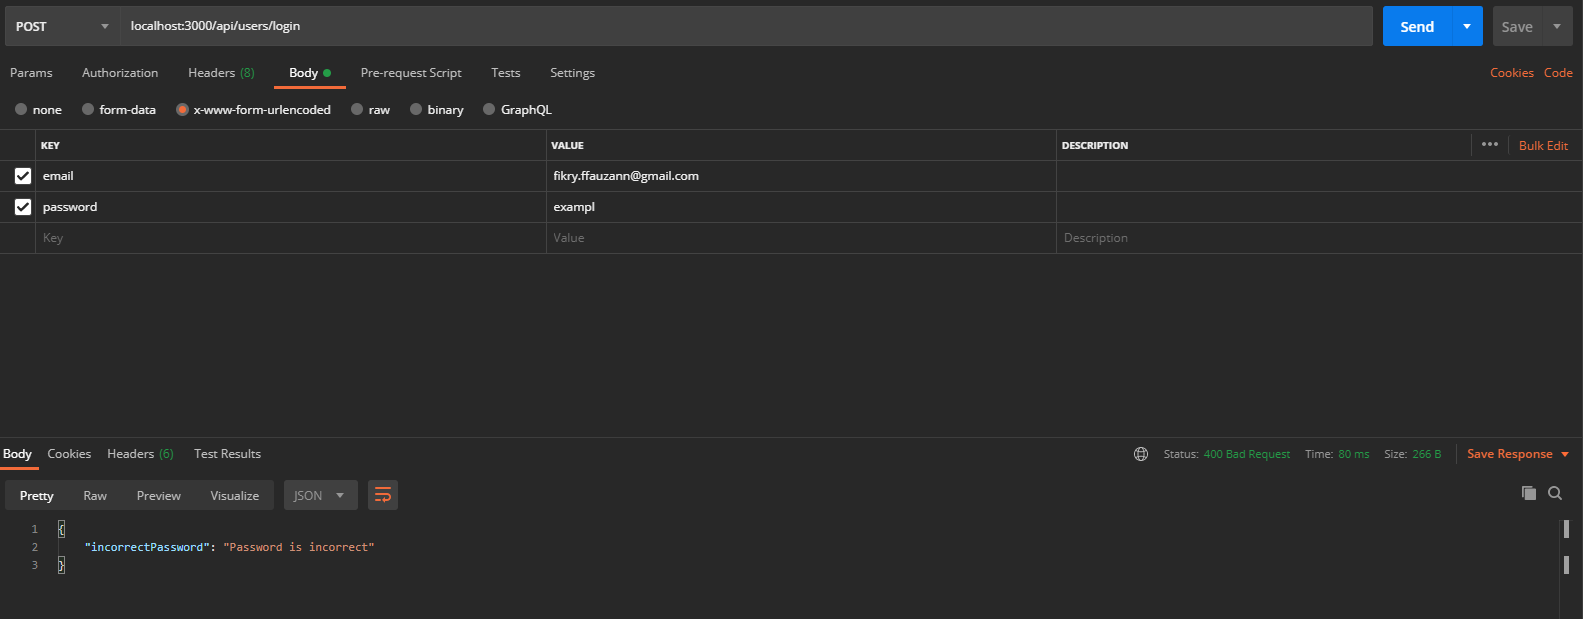 POST localhost:3000/api/users/login Send Save
Params Authorization Headers (8) Body Pre-request Script Tests Settings Cookies Code
none form-data x-www-form-urlencoded raw binary GraphQL
KEY VALUE DESCRIPTION ••• Bulk Edit
email fikry.ffauzann@gmail.com
password exampl
Key Value Description
Body Cookies Headers (6) Test Results Status: 400 Bad Request Time: 80 ms Size: 266 B Save Response
Pretty Raw Preview Visualize JSON
1 {
2 "incorrectPassword": "Password is incorrect"
3 }